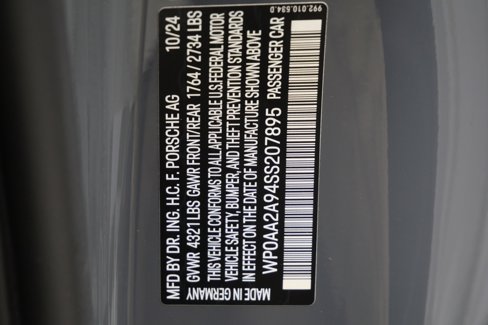 992.010.534.D
MFD BY DR. ING. H.C. F. PORSCHE AG 10/24
GVWR 4321 LBS GAWR FRONT/REAR 1764 / 2734 LBS
THIS VEHICLE CONFORMS TO ALL APPLICABLE U.S. FEDERAL MOTOR
VEHICLE SAFETY, BUMPER, AND THEFT PREVENTION STANDARDS
IN EFFECT ON THE DATE OF MANUFACTURE SHOWN ABOVE
WP0AA2A94SS207895 PASSENGER CAR
MADE IN GERMANY